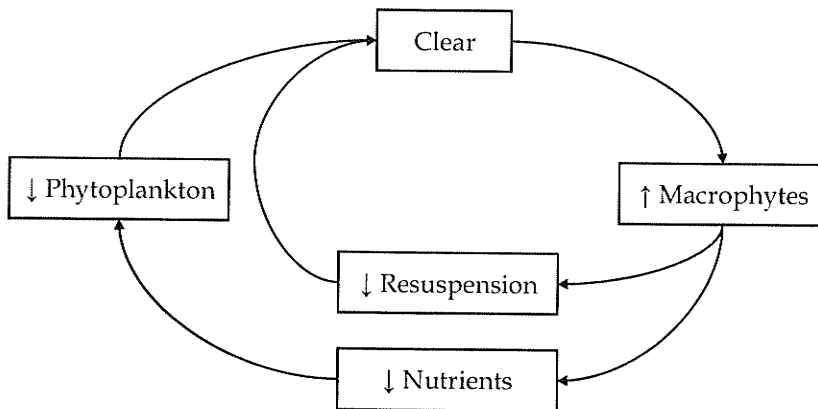 Clear
↓ Phytoplankton
↑ Macrophytes
↓ Resuspension
↓ Nutrients